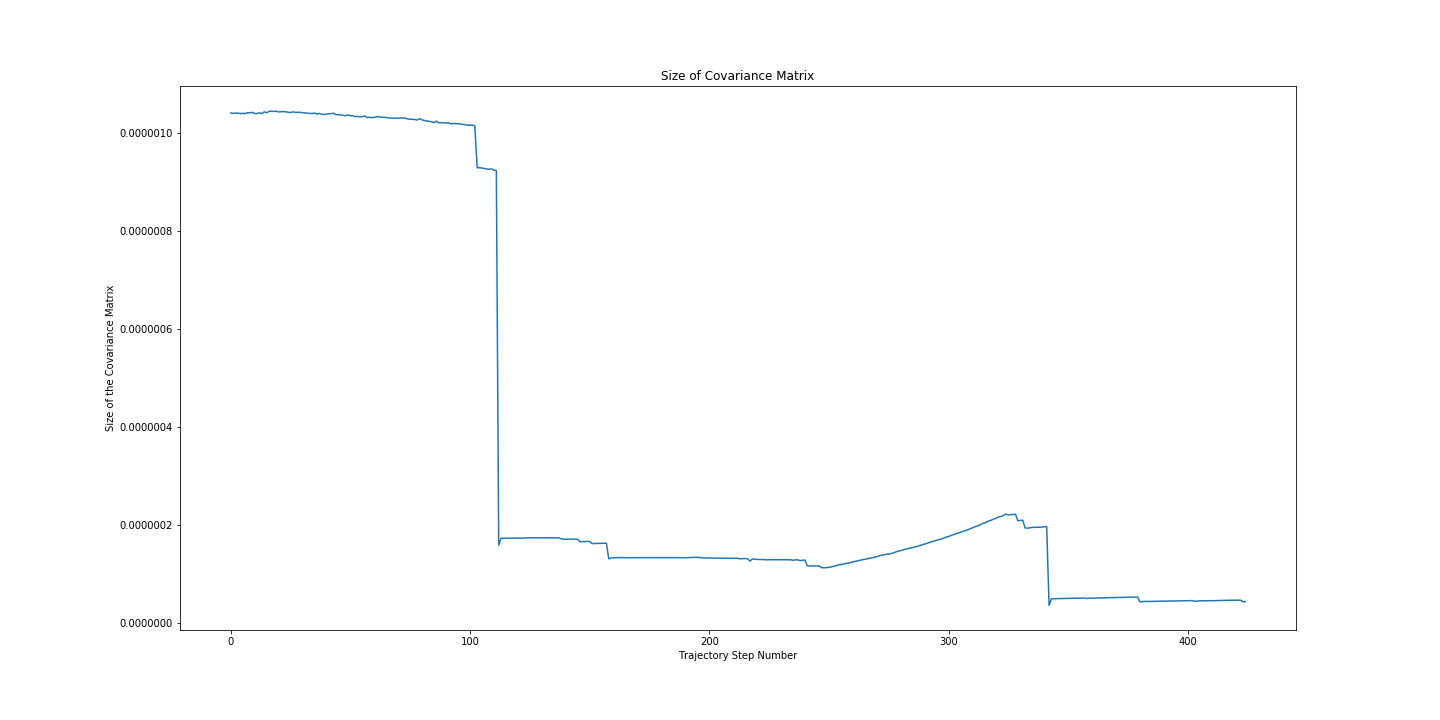 Size of Covariance Matrix
Size of the Covariance Matrix
0.0000010
0.0000008
0.0000006
0.0000004
0.0000002
0.0000000
0 100 200 300 400
Trajectory Step Number